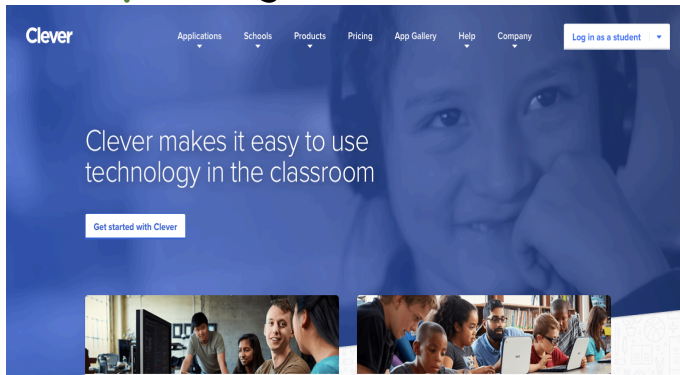 Clever
Applications Schools Products Pricing App Gallery Help Company Log in as a student
Clever makes it easy to use
technology in the classroom
Get started with Clever